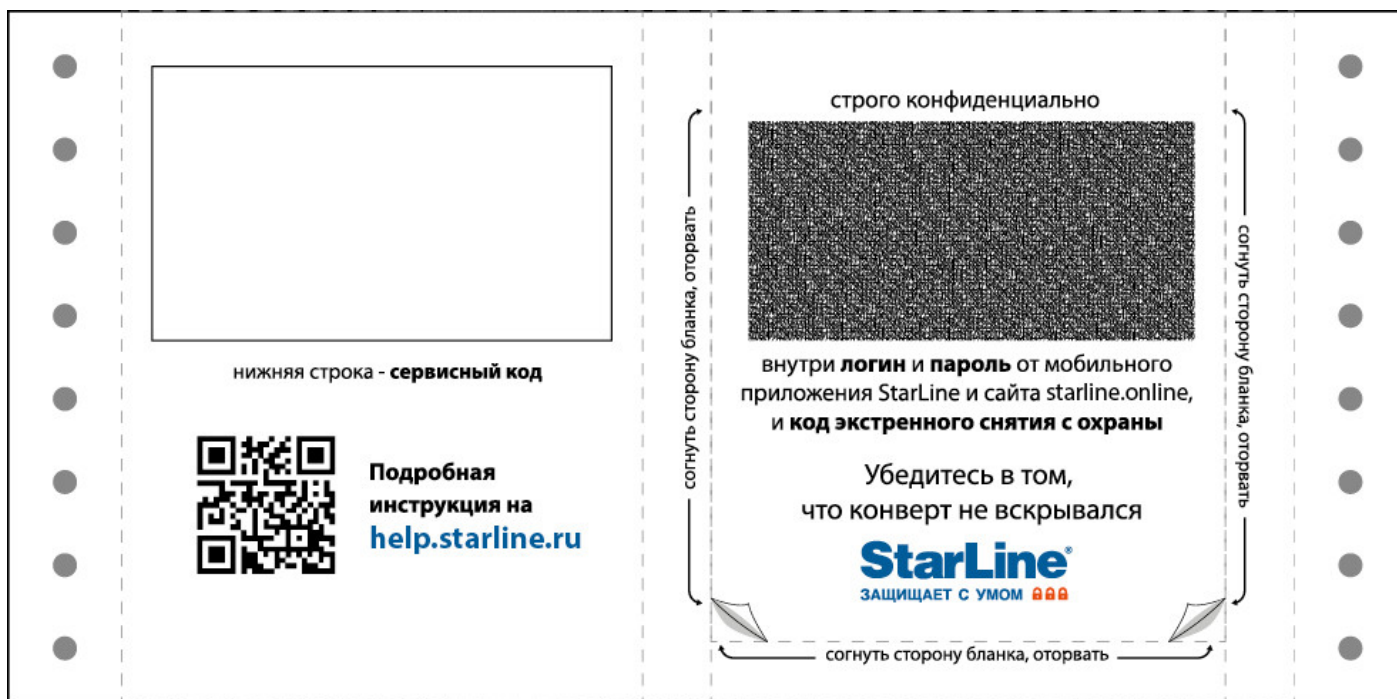 нижняя строка - сервисный код
Подробная
инструкция на
help.starline.ru
строго конфиденциально
согнуть сторону бланка, оторвать
согнуть сторону бланка, оторвать
внутри логин и пароль от мобильного
приложения StarLine и сайта starline.online,
и код экстренного снятия с охраны
Убедитесь в том,
что конверт не вскрывался
StarLine®
ЗАЩИЩАЕТ С УМОМ
согнуть сторону бланка, оторвать